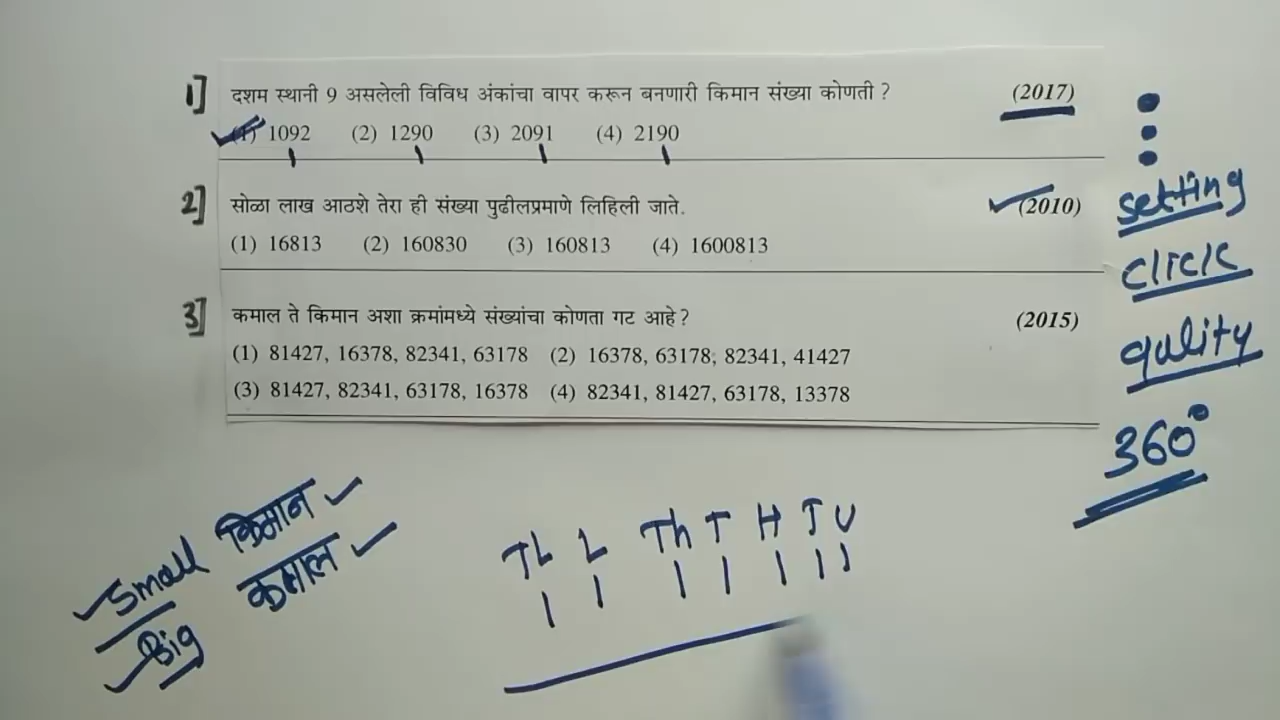 1] दशम स्थानी 9 असलेली विविध अंकांचा वापर करून बनणारी किमान संख्या कोणती ? (2017)
(1) 1092 (2) 1290 (3) 2091 (4) 2190
2] सोळा लाख आठशे तेरा ही संख्या पुढीलप्रमाणे लिहिली जाते. (2010)
(1) 16813 (2) 160830 (3) 160813 (4) 1600813
3] कमाल ते किमान अशा क्रमांमध्ये संख्यांचा कोणता गट आहे ? (2015)
(1) 81427, 16378, 82341, 63178 (2) 16378, 63178, 82341, 41427
(3) 81427, 82341, 63178, 16378 (4) 82341, 81427, 63178, 13378
setting
click
qulity
360°
Small किमान
Big कमाल
TL L Th T H T U